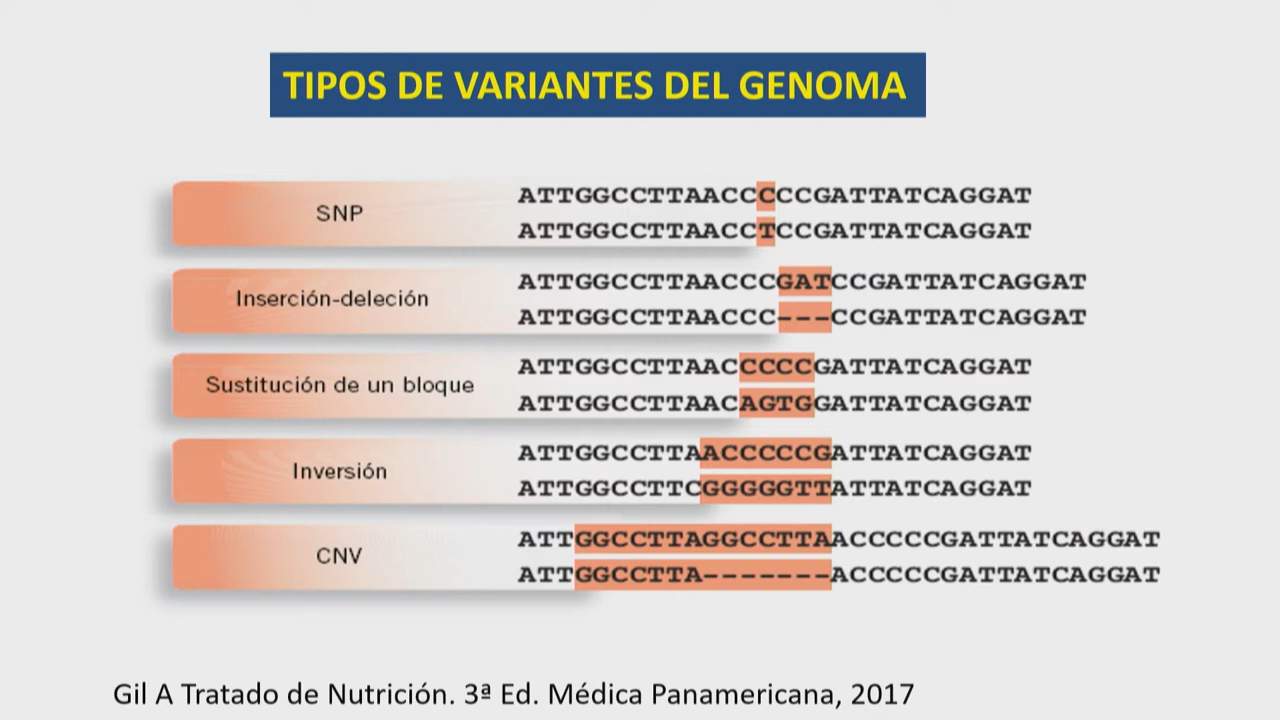 TIPOS DE VARIANTES DEL GENOMA
SNP
ATTGGCCTTAACCCCCGATTATCAGGAT
ATTGGCCTTAACCTCCGATTATCAGGAT
Inserción-deleción
ATTGGCCTTAACCCGATCCGATTATCAGGAT
ATTGGCCTTAACCC---CCGATTATCAGGAT
Sustitución de un bloque
ATTGGCCTTAACCCCCGATTATCAGGAT
ATTGGCCTTAACAGTGGATTATCAGGAT
Inversión
ATTGGCCTTAACCCCCGATTATCAGGAT
ATTGGCCTTCGGGGGTTATTATCAGGAT
CNV
ATTGGCCTTAGGCCTTAACCCCCGATTATCAGGAT
ATTGGCCTTA-------ACCCCCGATTATCAGGAT
Gil A Tratado de Nutrición. 3ª Ed. Médica Panamericana, 2017